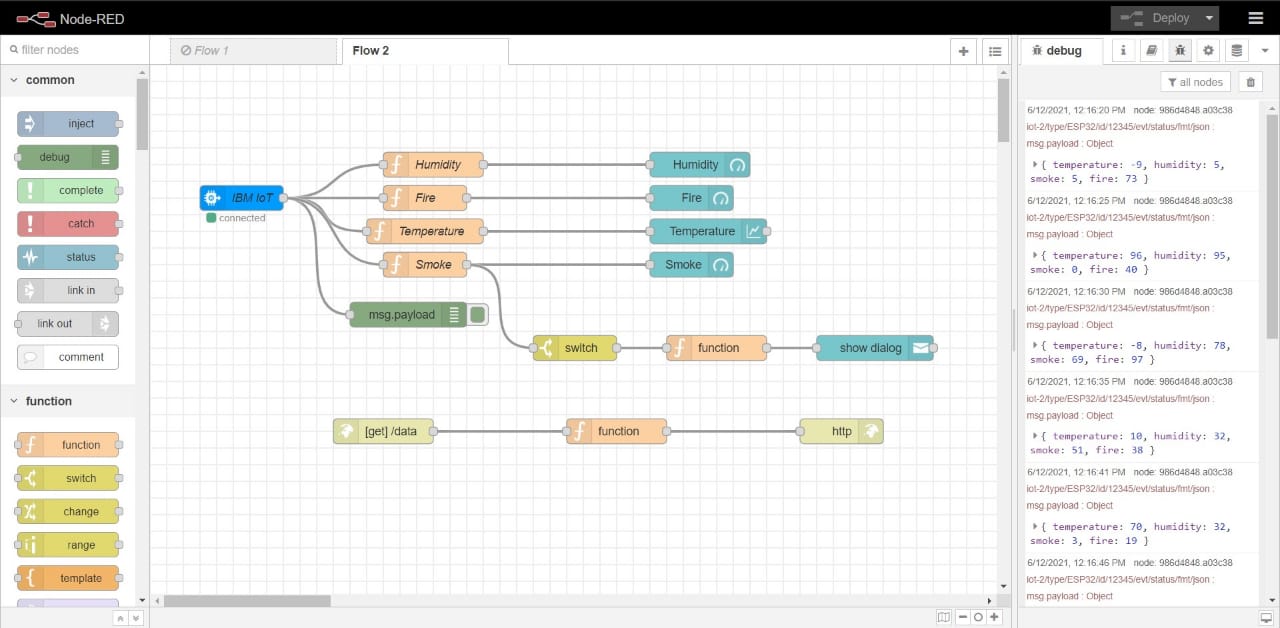 Node-RED
Deploy
filter nodes
Flow 1
Flow 2
debug
i
all nodes
common
inject
debug
complete
catch
status
link in
link out
comment
function
function
switch
change
range
template
IBM IoT
connected
Humidity
Humidity
Fire
Fire
Temperature
Temperature
Smoke
Smoke
msg.payload
switch
function
show dialog
[get] /data
function
http
6/12/2021, 12:16:20 PM node: 986d4848.a03c38
iot-2/type/ESP32/id/12345/evt/status/fmt/json :
msg.payload : Object
{ temperature: -9, humidity: 5,
smoke: 5, fire: 73 }
6/12/2021, 12:16:25 PM node: 986d4848.a03c38
iot-2/type/ESP32/id/12345/evt/status/fmt/json :
msg.payload : Object
{ temperature: 96, humidity: 95,
smoke: 0, fire: 40 }
6/12/2021, 12:16:30 PM node: 986d4848.a03c38
iot-2/type/ESP32/id/12345/evt/status/fmt/json :
msg.payload : Object
{ temperature: -8, humidity: 78,
smoke: 69, fire: 97 }
6/12/2021, 12:16:35 PM node: 986d4848.a03c38
iot-2/type/ESP32/id/12345/evt/status/fmt/json :
msg.payload : Object
{ temperature: 10, humidity: 32,
smoke: 51, fire: 38 }
6/12/2021, 12:16:41 PM node: 986d4848.a03c38
iot-2/type/ESP32/id/12345/evt/status/fmt/json :
msg.payload : Object
{ temperature: 70, humidity: 32,
smoke: 3, fire: 19 }
6/12/2021, 12:16:46 PM node: 986d4848.a03c38
iot-2/type/ESP32/id/12345/evt/status/fmt/json :
msg.payload : Object